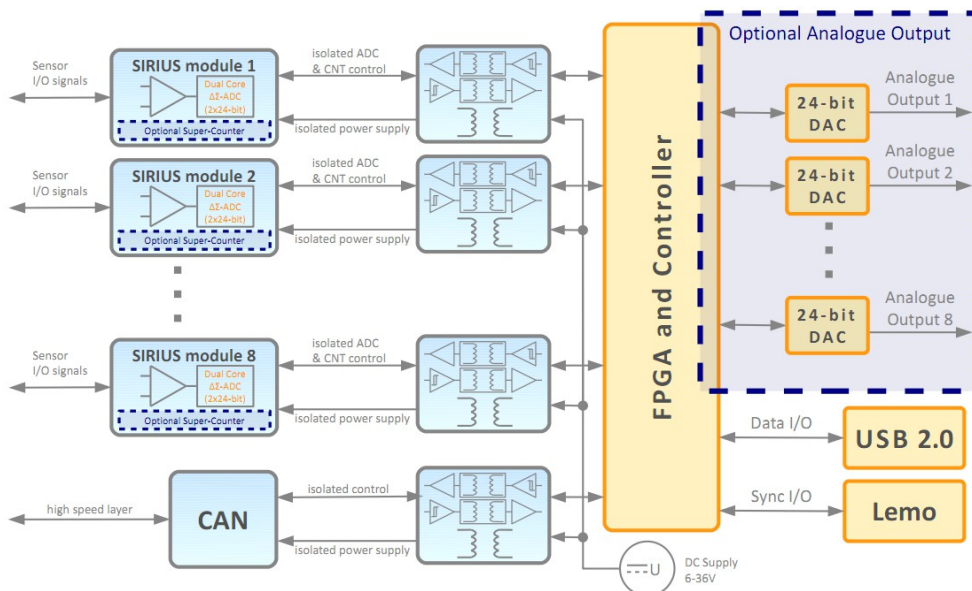 Optional Analogue Output
Sensor
I/O signals
SIRIUS module 1
Dual Core
ΔΣ-ADC
(2x24-bit)
Optional Super-Counter
isolated ADC
& CNT control
isolated power supply
24-bit
DAC
Analogue
Output 1
Sensor
I/O signals
SIRIUS module 2
Dual Core
ΔΣ-ADC
(2x24-bit)
Optional Super-Counter
isolated ADC
& CNT control
isolated power supply
24-bit
DAC
Analogue
Output 2
FPGA and Controller
Sensor
I/O signals
SIRIUS module 8
Dual Core
ΔΣ-ADC
(2x24-bit)
Optional Super-Counter
isolated ADC
& CNT control
isolated power supply
24-bit
DAC
Analogue
Output 8
Data I/O
USB 2.0
high speed layer
CAN
isolated control
isolated power supply
Sync I/O
Lemo
U
DC Supply
6-36V